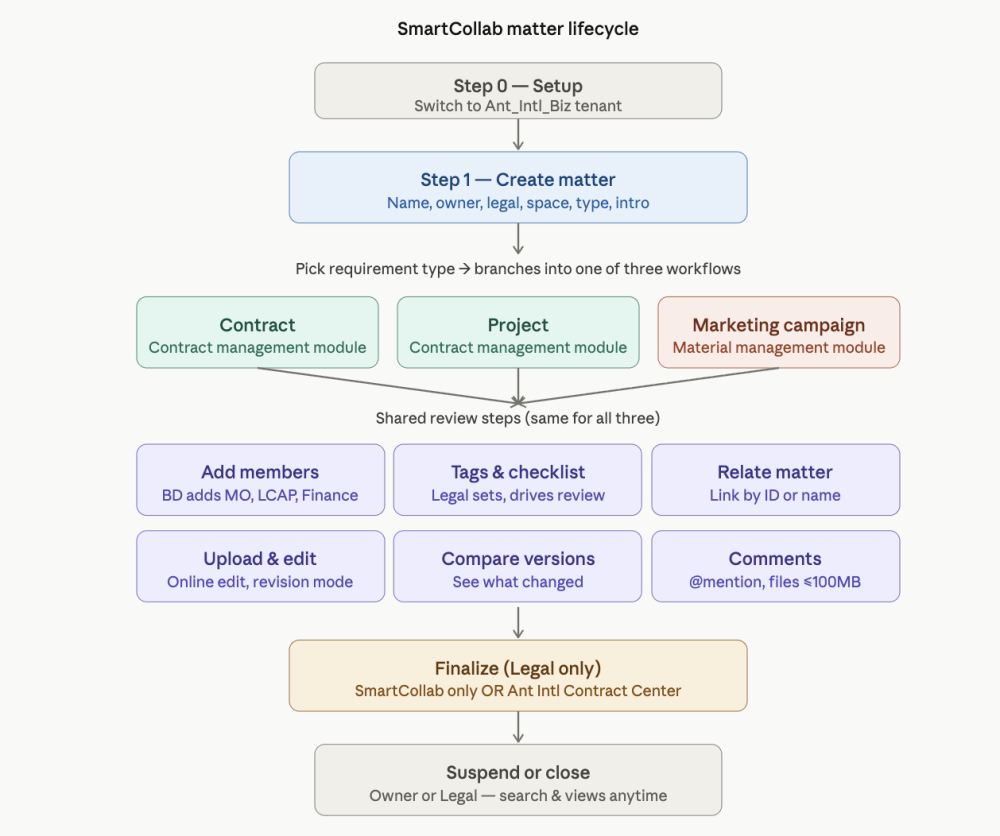 SmartCollab matter lifecycle
Step 0 — Setup
Switch to Ant_Intl_Biz tenant
Step 1 — Create matter
Name, owner, legal, space, type, intro
Pick requirement type → branches into one of three workflows
Contract
Contract management module
Project
Contract management module
Marketing campaign
Material management module
Shared review steps (same for all three)
Add members
BD adds MO, LCAP, Finance
Tags & checklist
Legal sets, drives review
Relate matter
Link by ID or name
Upload & edit
Online edit, revision mode
Compare versions
See what changed
Comments
@mention, files ≤100MB
Finalize (Legal only)
SmartCollab only OR Ant Intl Contract Center
Suspend or close
Owner or Legal — search & views anytime